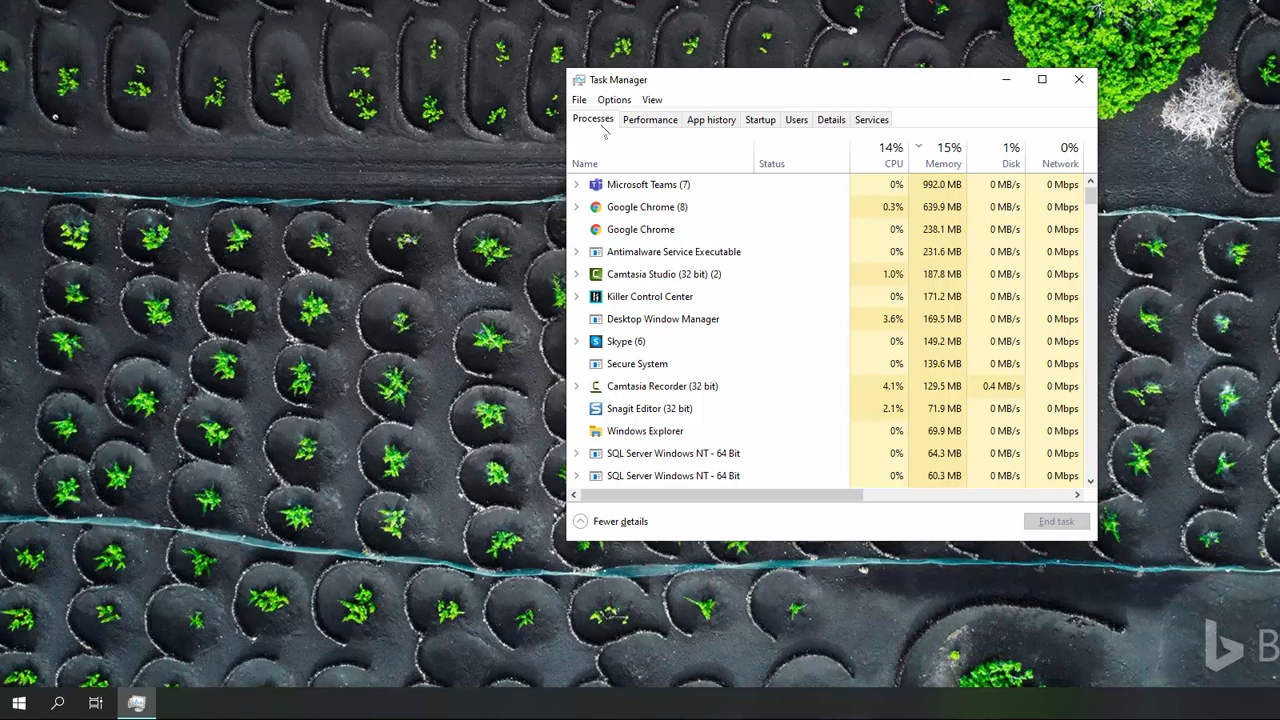 Task Manager
File Options View
Processes Performance App history Startup Users Details Services
14% 15% 1% 0%
Name Status CPU Memory Disk Network
Microsoft Teams (7) 0% 992.0 MB 0 MB/s 0 Mbps
Google Chrome (8) 0.3% 639.9 MB 0 MB/s 0 Mbps
Google Chrome 0% 238.1 MB 0 MB/s 0 Mbps
Antimalware Service Executable 0% 231.6 MB 0 MB/s 0 Mbps
Camtasia Studio (32 bit) (2) 1.0% 187.8 MB 0 MB/s 0 Mbps
Killer Control Center 0% 171.2 MB 0 MB/s 0 Mbps
Desktop Window Manager 3.6% 169.5 MB 0 MB/s 0 Mbps
Skype (6) 0% 149.2 MB 0 MB/s 0 Mbps
Secure System 0% 139.6 MB 0 MB/s 0 Mbps
Camtasia Recorder (32 bit) 4.1% 129.5 MB 0.4 MB/s 0 Mbps
Snagit Editor (32 bit) 2.1% 71.9 MB 0 MB/s 0 Mbps
Windows Explorer 0% 69.9 MB 0 MB/s 0 Mbps
SQL Server Windows NT - 64 Bit 0% 64.3 MB 0 MB/s 0 Mbps
SQL Server Windows NT - 64 Bit 0% 60.3 MB 0 MB/s 0 Mbps
Fewer details End task